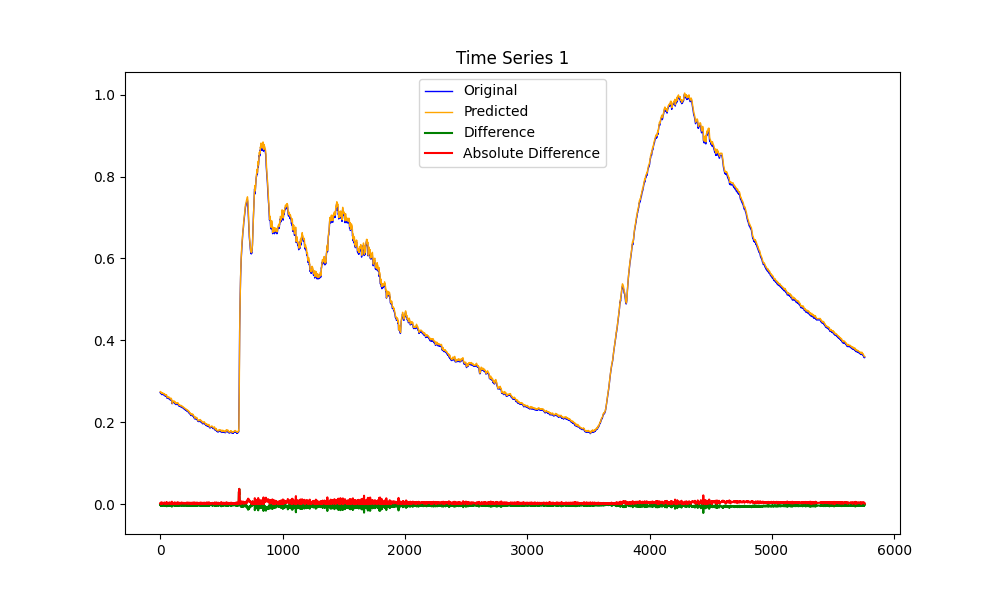 Time Series 1
Original
Predicted
Difference
Absolute Difference
1.0
0.8
0.6
0.4
0.2
0.0
0 1000 2000 3000 4000 5000 6000